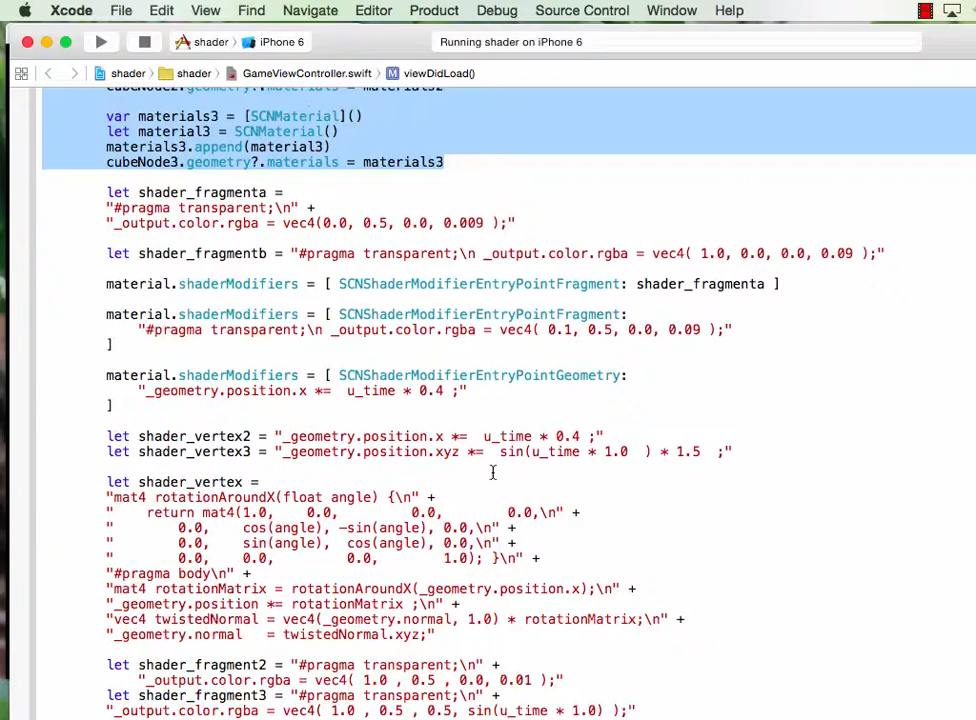 Xcode File Edit View Find Navigate Editor Product Debug Source Control Window Help
shader iPhone 6 Running shader on iPhone 6
shader shader GameViewController.swift M viewDidLoad()
cubeNode2.geometry?.materials = materials2
var materials3 = [SCNMaterial]()
let material3 = SCNMaterial()
materials3.append(material3)
cubeNode3.geometry?.materials = materials3
let shader_fragmenta =
"#pragma transparent;\n" +
"_output.color.rgba = vec4(0.0, 0.5, 0.0, 0.009 );"
let shader_fragmentb = "#pragma transparent;\n _output.color.rgba = vec4( 1.0, 0.0, 0.0, 0.09 );"
material.shaderModifiers = [ SCNShaderModifierEntryPointFragment: shader_fragmenta ]
material.shaderModifiers = [ SCNShaderModifierEntryPointFragment:
"#pragma transparent;\n _output.color.rgba = vec4( 0.1, 0.5, 0.0, 0.09 );"
]
material.shaderModifiers = [ SCNShaderModifierEntryPointGeometry:
"_geometry.position.x *= u_time * 0.4 ;"
]
let shader_vertex2 = "_geometry.position.x *= u_time * 0.4 ;"
let shader_vertex3 = "_geometry.position.xyz *= sin(u_time * 1.0 ) * 1.5 ;"
let shader_vertex =
"mat4 rotationAroundX(float angle) {\n" +
" return mat4(1.0, 0.0, 0.0, 0.0,\n" +
" 0.0, cos(angle), -sin(angle), 0.0,\n" +
" 0.0, sin(angle), cos(angle), 0.0,\n" +
" 0.0, 0.0, 0.0, 1.0); }\n" +
"#pragma body\n" +
"mat4 rotationMatrix = rotationAroundX(_geometry.position.x);\n" +
"_geometry.position *= rotationMatrix ;\n" +
"vec4 twistedNormal = vec4(_geometry.normal, 1.0) * rotationMatrix;\n" +
"_geometry.normal = twistedNormal.xyz;"
let shader_fragment2 = "#pragma transparent;\n" +
"_output.color.rgba = vec4( 1.0 , 0.5 , 0.0, 0.01 );"
let shader_fragment3 = "#pragma transparent;\n" +
"_output.color.rgba = vec4( 1.0 , 0.5 , 0.5, sin(u_time * 1.0) );"